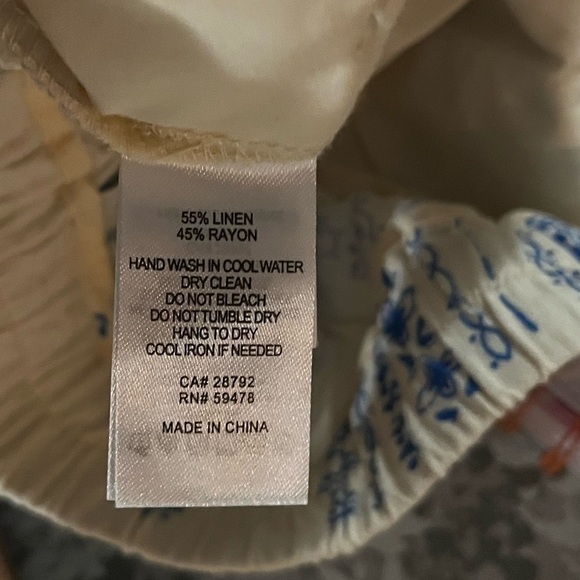 55% LINEN
45% RAYON
HAND WASH IN COOL WATER
DRY CLEAN
DO NOT BLEACH
DO NOT TUMBLE DRY
HANG TO DRY
COOL IRON IF NEEDED
CA# 28792
RN# 59478
MADE IN CHINA